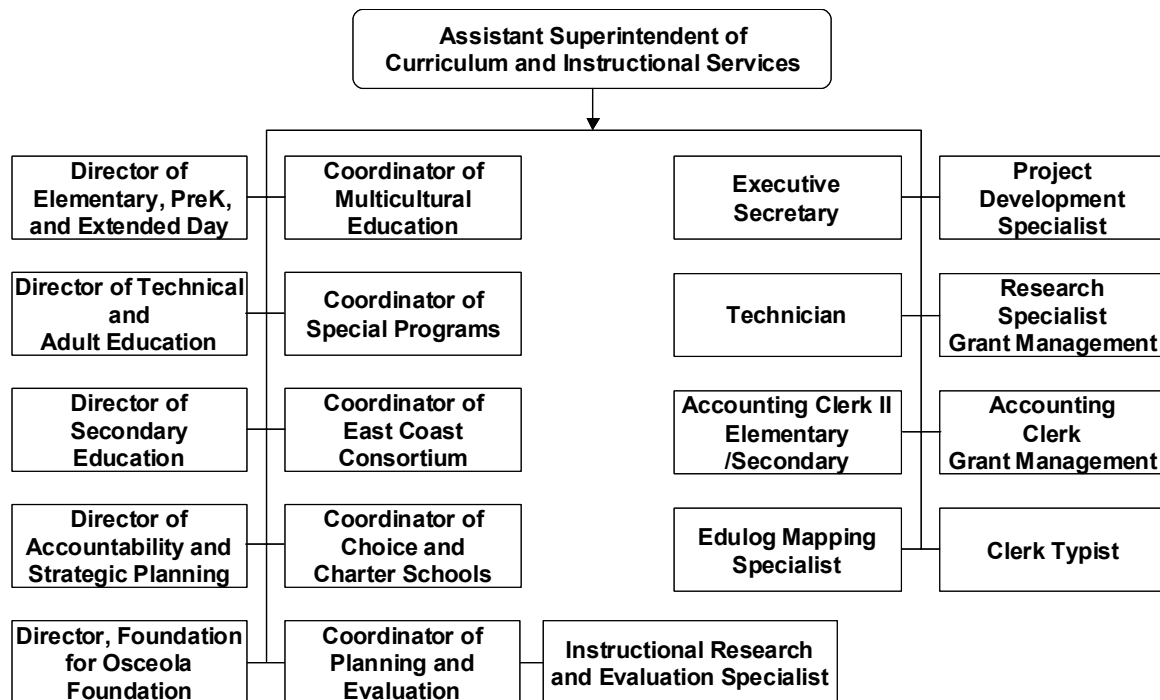 Assistant Superintendent of
Curriculum and Instructional Services
Director of
Elementary, PreK,
and Extended Day
Coordinator of
Multicultural
Education
Executive
Secretary
Project
Development
Specialist
Director of Technical
and
Adult Education
Coordinator of
Special Programs
Technician
Research
Specialist
Grant Management
Director of
Secondary
Education
Coordinator of
East Coast
Consortium
Accounting Clerk II
Elementary
/Secondary
Accounting
Clerk
Grant Management
Director of
Accountability and
Strategic Planning
Coordinator of
Choice and
Charter Schools
Edulog Mapping
Specialist
Clerk Typist
Director, Foundation
for Osceola
Foundation
Coordinator of
Planning and
Evaluation
Instructional Research
and Evaluation Specialist